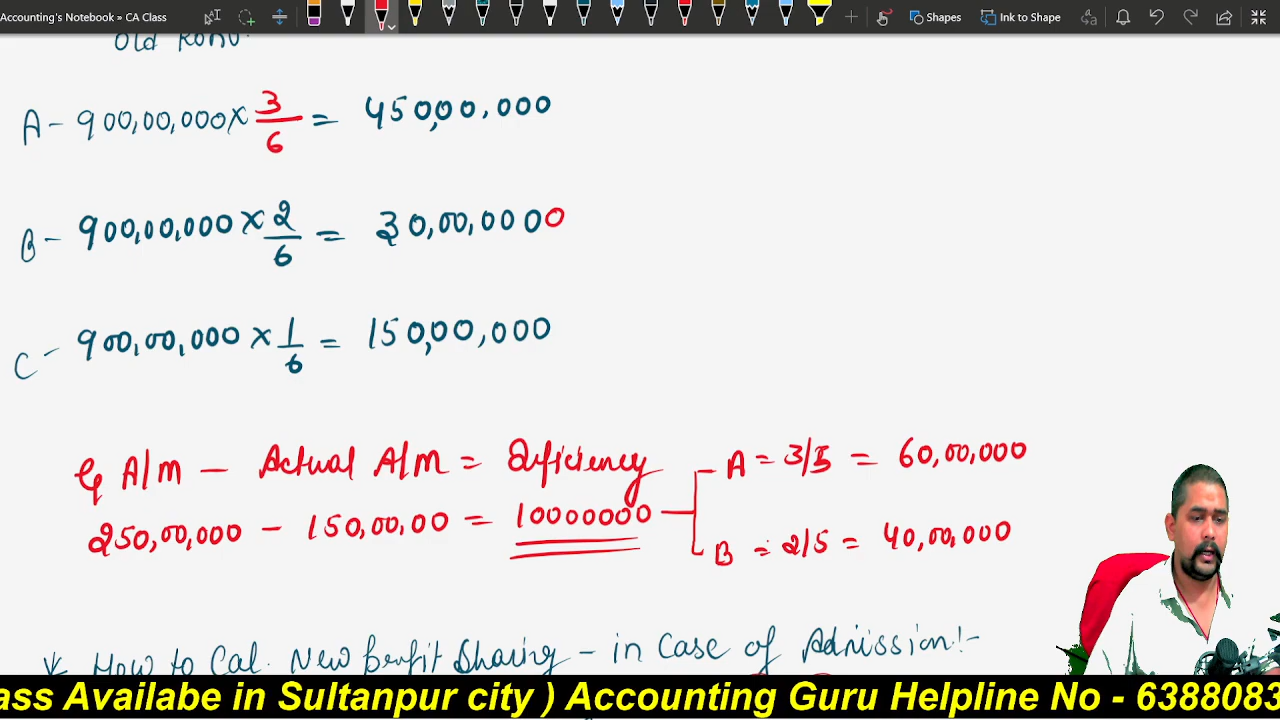 Accounting's Notebook » CA Class
Shapes
Ink to Shape
Old
A - 900,00,000 × 3/6 = 450,00,000
B - 900,00,000 × 2/6 = 30,00,0000
C - 900,00,000 × 1/6 = 150,00,000
A/M - Actual A/M = Deficiency
250,00,000 - 150,00,00 = 10000000
A = 3/5 = 60,00,000
B = 2/5 = 40,00,000
How to Cal. New Profit Sharing - in Case of Admission!-
ass Availabe in Sultanpur city ) Accounting Guru Helpline No - 638808